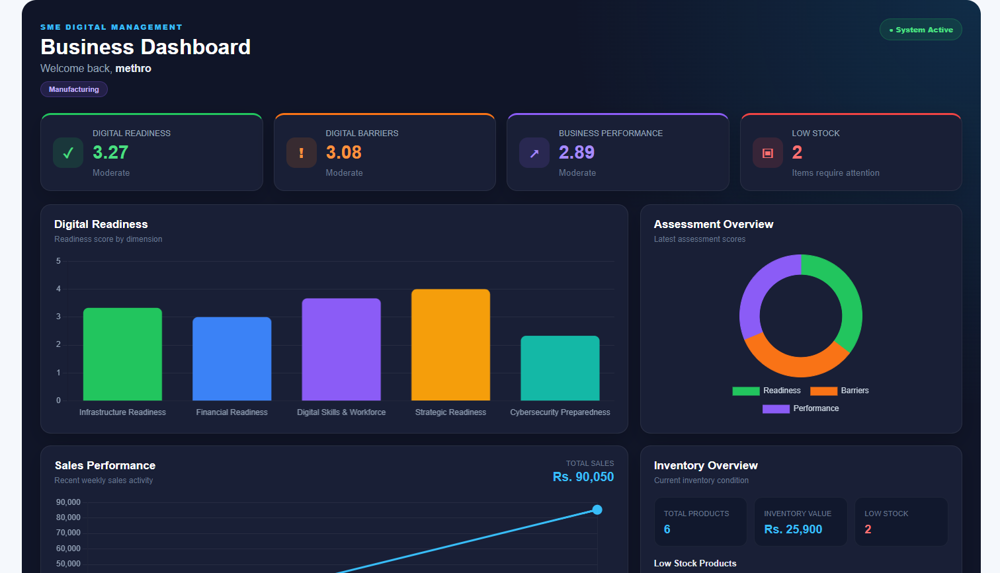 SME DIGITAL MANAGEMENT
Business Dashboard
Welcome back, methro
Manufacturing
• System Active
DIGITAL READINESS
3.27
Moderate
DIGITAL BARRIERS
3.08
Moderate
BUSINESS PERFORMANCE
2.89
Moderate
LOW STOCK
2
Items require attention
Digital Readiness
Readiness score by dimension
5
4
3
2
1
0
Infrastructure Readiness
Financial Readiness
Digital Skills & Workforce
Strategic Readiness
Cybersecurity Preparedness
Assessment Overview
Latest assessment scores
Readiness
Barriers
Performance
Sales Performance
Recent weekly sales activity
TOTAL SALES
Rs. 90,050
90,000
80,000
70,000
60,000
50,000
Inventory Overview
Current inventory condition
TOTAL PRODUCTS
6
INVENTORY VALUE
Rs. 25,900
LOW STOCK
2
Low Stock Products